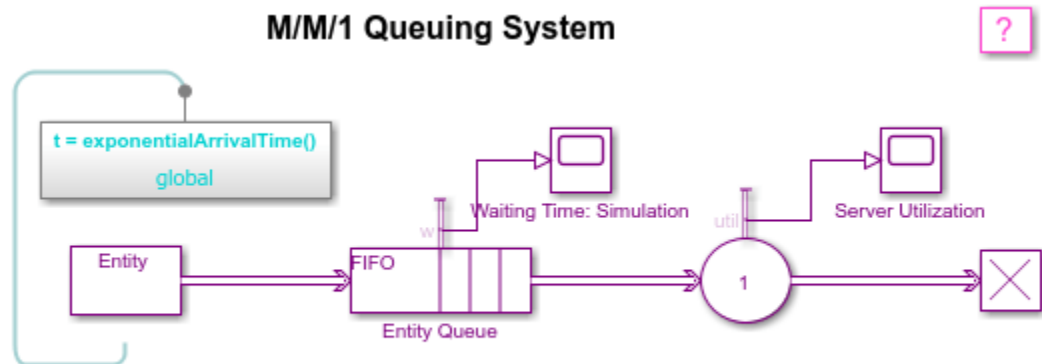 M/M/1 Queuing System
?
t = exponentialArrivalTime()
global
Waiting Time: Simulation
Server Utilization
w
util
Entity
FIFO
1
Entity Queue